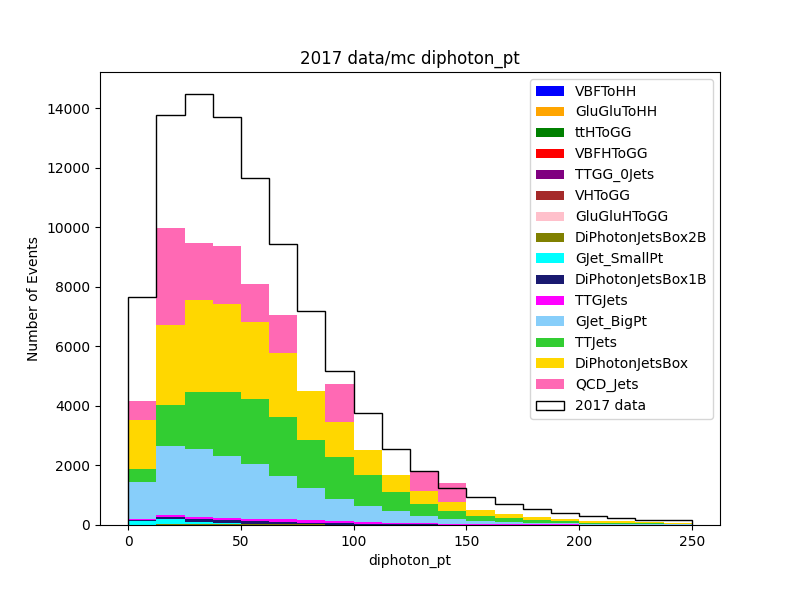 2017 data/mc diphoton_pt
Number of Events
14000
12000
10000
8000
6000
4000
2000
0
0
50
100
150
200
250
diphoton_pt
VBFToHH
GluGluToHH
ttHToGG
VBFHToGG
TTGG_0Jets
VHToGG
GluGluHToGG
DiPhotonJetsBox2B
GJet_SmallPt
DiPhotonJetsBox1B
TTGJets
GJet_BigPt
TTJets
DiPhotonJetsBox
QCD_Jets
2017 data